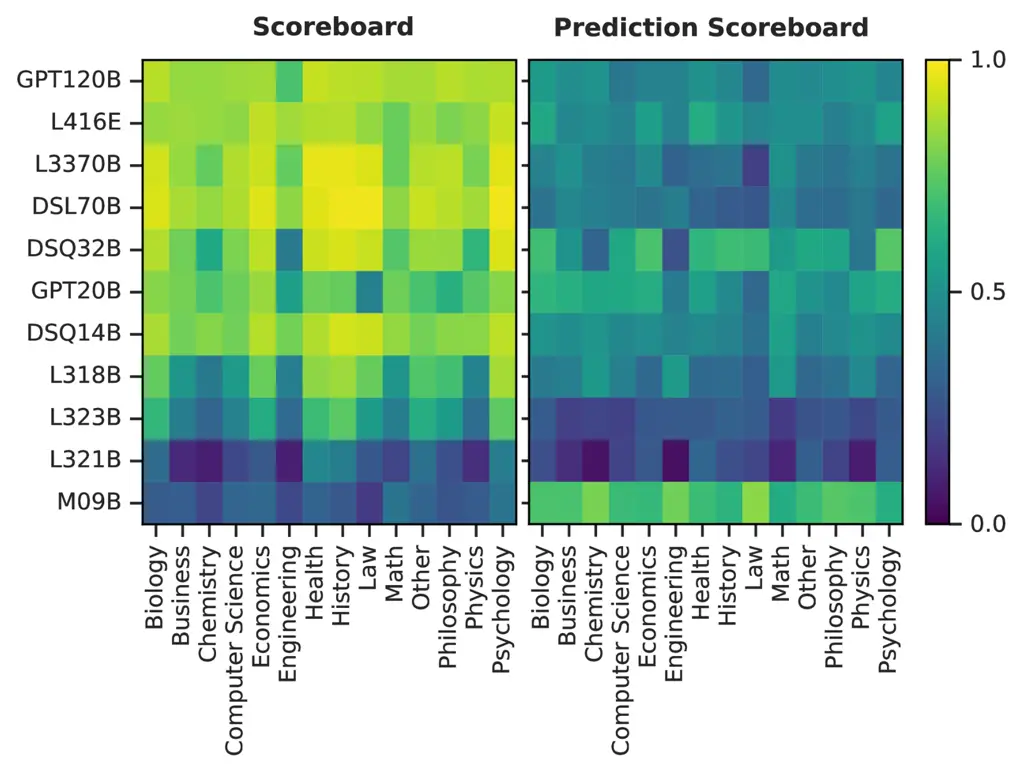 Scoreboard
Prediction Scoreboard
GPT120B
L416E
L3370B
DSL70B
DSQ32B
GPT20B
DSQ14B
L318B
L323B
L321B
M09B
1.0
0.5
0.0
Biology
Business
Chemistry
Computer Science
Economics
Engineering
Health
History
Law
Math
Other
Philosophy
Physics
Psychology
Biology
Business
Chemistry
Computer Science
Economics
Engineering
Health
History
Law
Math
Other
Philosophy
Physics
Psychology